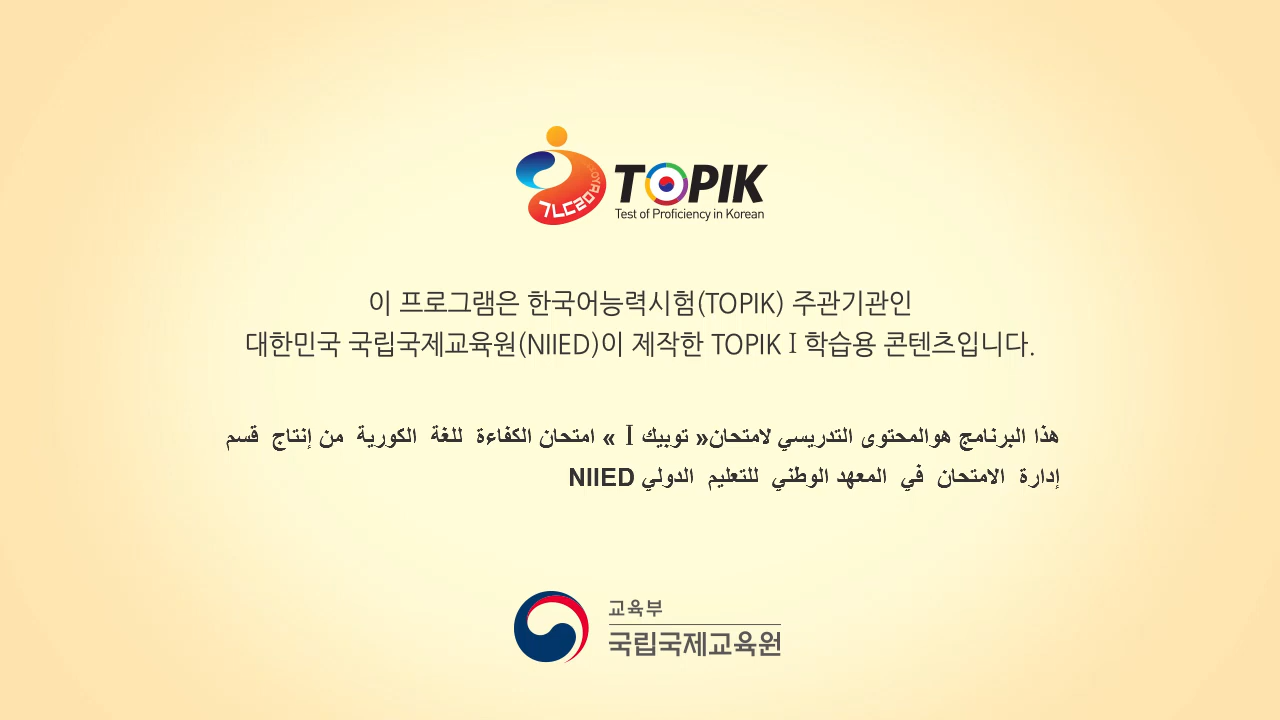 TOPIK
Test of Proficiency in Korean
이 프로그램은 한국어능력시험(TOPIK) 주관기관인
대한민국 국립국제교육원(NIIED)이 제작한 TOPIK I 학습용 콘텐츠입니다.
هذا البرنامج هوالمحتوى التدريسي لامتحان« توبيك I » امتحان الكفاءة للغة الكورية من إنتاج قسم
إدارة الامتحان في المعهد الوطني للتعليم الدولي NIIED
교육부
국립국제교육원